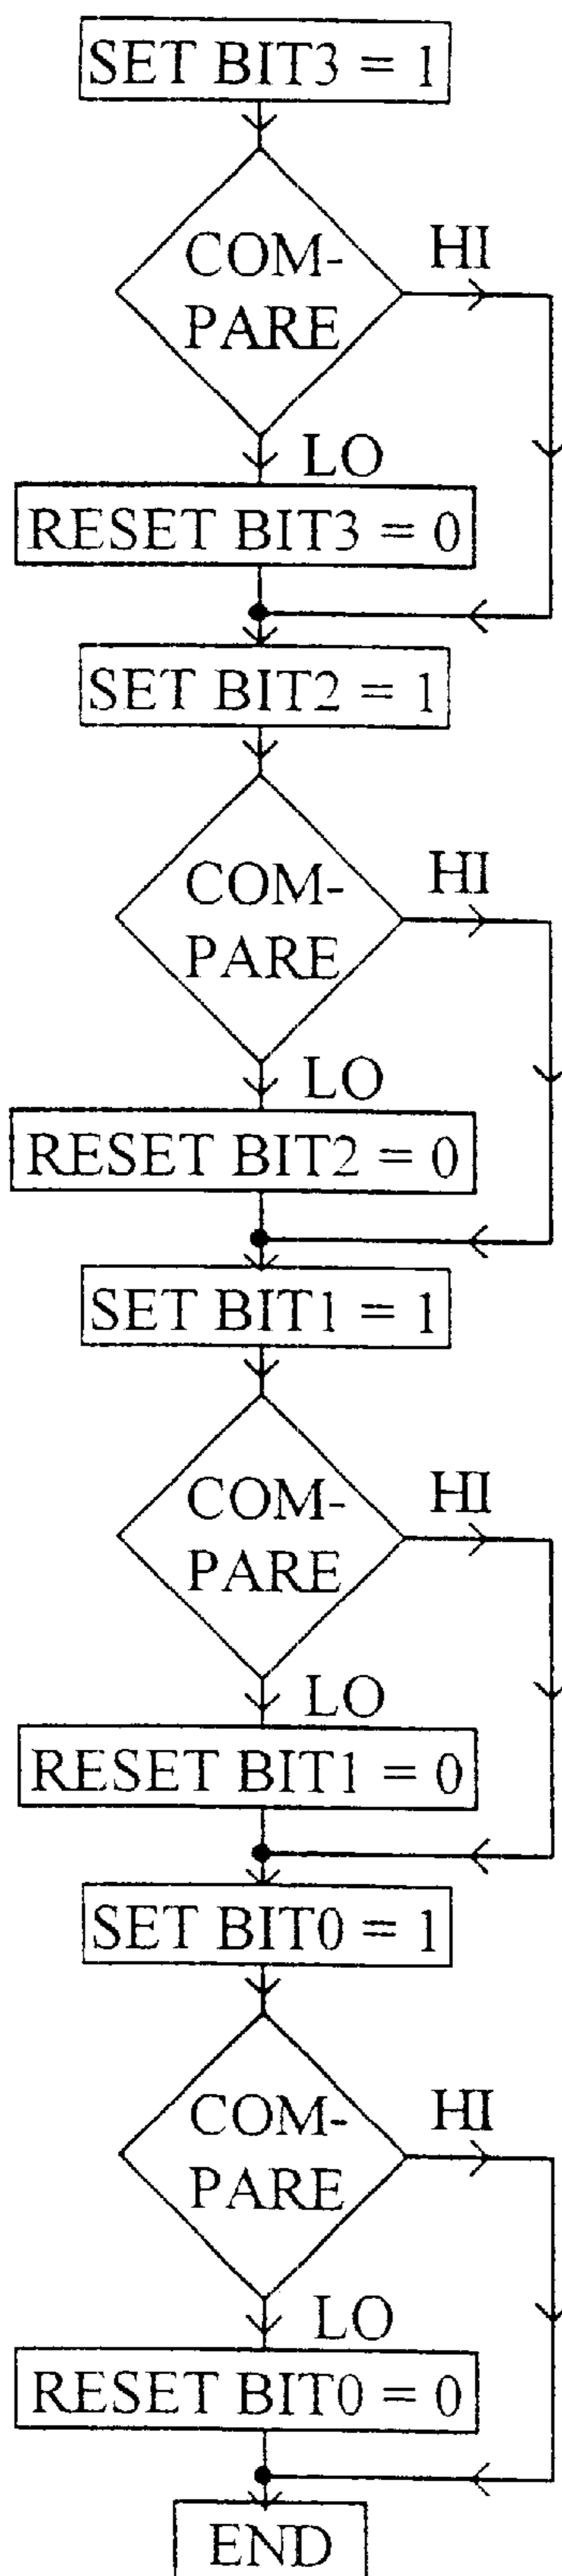 SET BIT3 = 1
COM-
PARE
HI
LO
RESET BIT3 = 0
SET BIT2 = 1
COM-
PARE
HI
LO
RESET BIT2 = 0
SET BIT1 = 1
COM-
PARE
HI
LO
RESET BIT1 = 0
SET BIT0 = 1
COM-
PARE
HI
LO
RESET BIT0 = 0
END